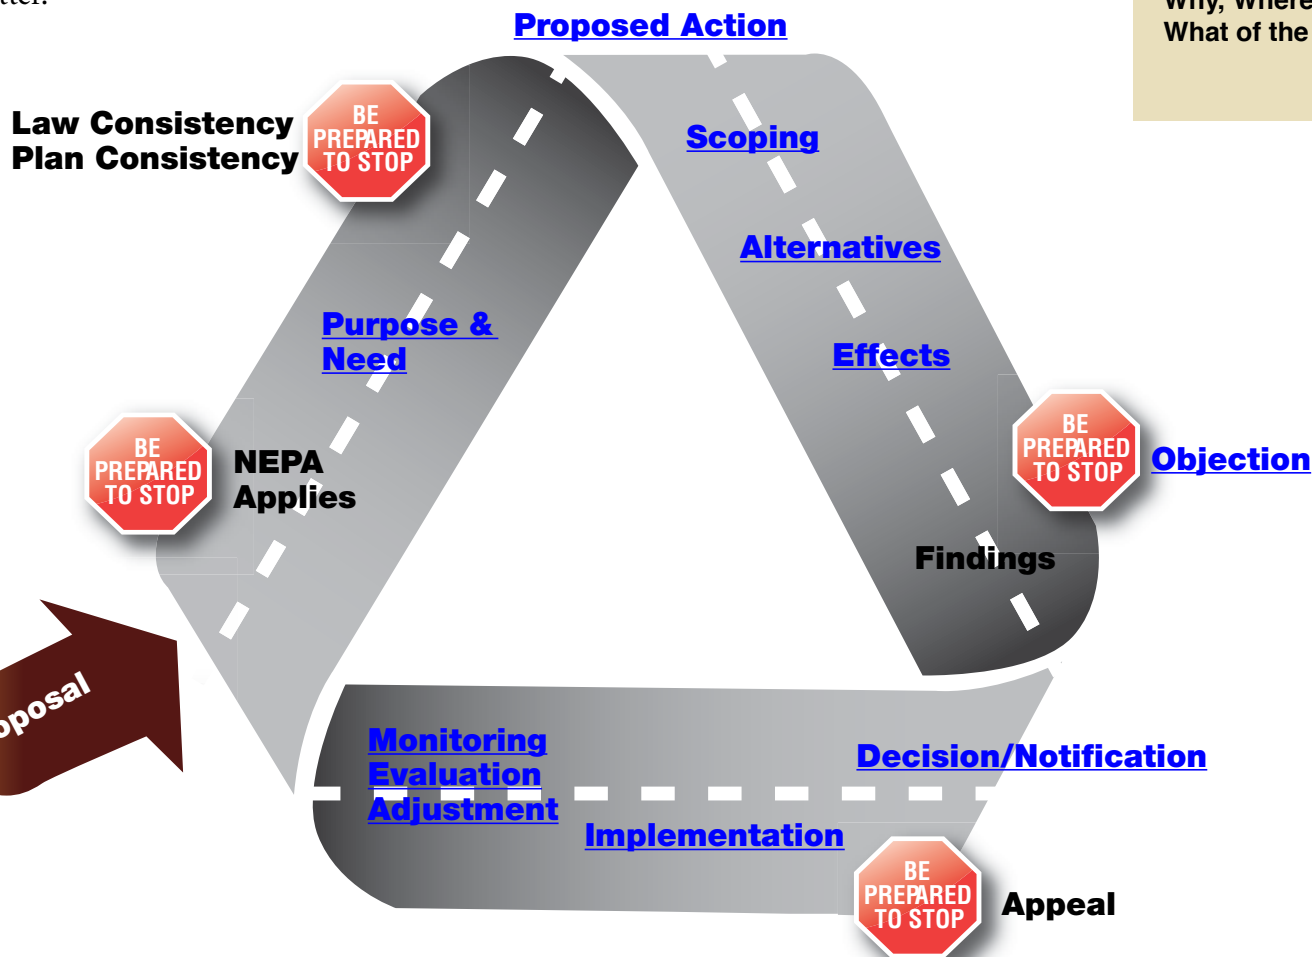 Why, Where
What of the
Proposed Action
Law Consistency
Plan Consistency
BE
PREPARED
TO STOP
Scoping
Alternatives
Purpose &
Need
Effects
BE
PREPARED
TO STOP
NEPA
Applies
BE
PREPARED
TO STOP
Objection
Findings
oposal
Monitoring
Evaluation
Adjustment
Decision/Notification
Implementation
BE
PREPARED
TO STOP
Appeal